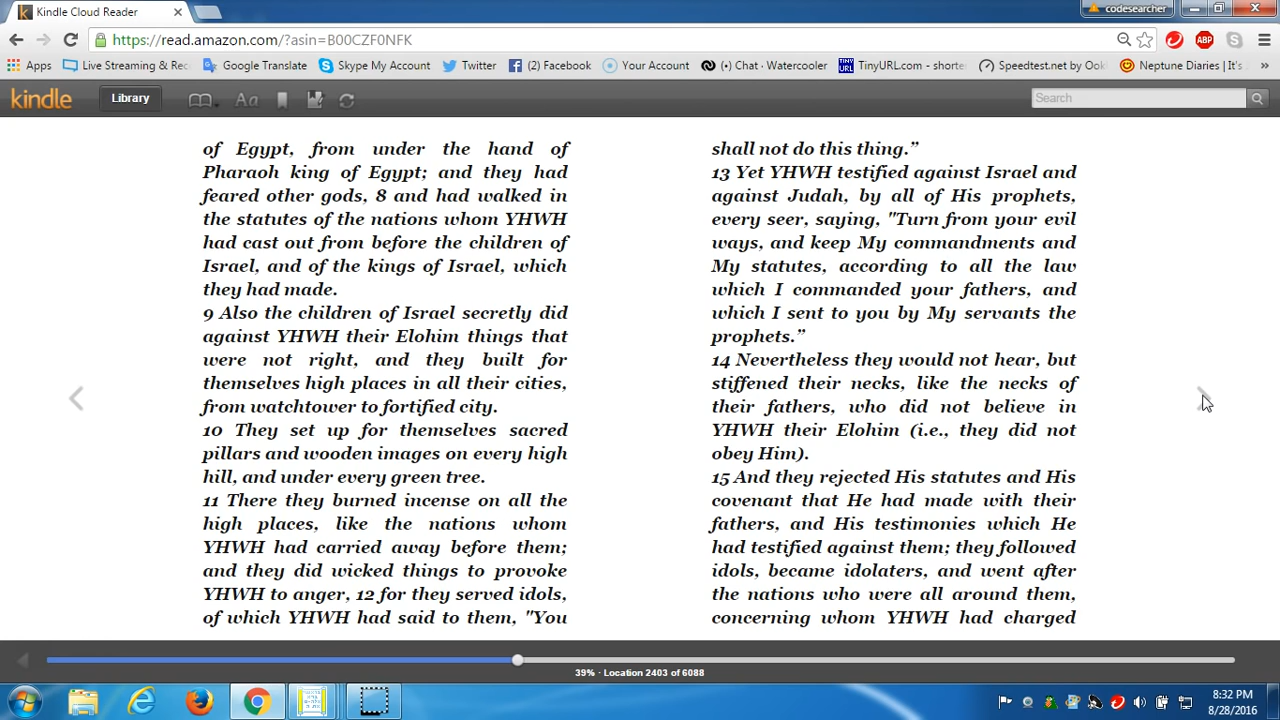 Kindle Cloud Reader
codesearcher
https://read.amazon.com/?asin=B00CZF0NFK
ABP
Apps
Live Streaming & Rec
Google Translate
Skype My Account
Twitter
(2) Facebook
Your Account
(•) Chat · Watercooler
TINY URL
TinyURL.com - shorte
Speedtest.net by Ookl
Neptune Diaries | It's J
»
kindle
Library
Aa
Search
of Egypt, from under the hand of
Pharaoh king of Egypt; and they had
feared other gods, 8 and had walked in
the statutes of the nations whom YHWH
had cast out from before the children of
Israel, and of the kings of Israel, which
they had made.
9 Also the children of Israel secretly did
against YHWH their Elohim things that
were not right, and they built for
themselves high places in all their cities,
from watchtower to fortified city.
10 They set up for themselves sacred
pillars and wooden images on every high
hill, and under every green tree.
11 There they burned incense on all the
high places, like the nations whom
YHWH had carried away before them;
and they did wicked things to provoke
YHWH to anger, 12 for they served idols,
of which YHWH had said to them, "You
shall not do this thing.”
13 Yet YHWH testified against Israel and
against Judah, by all of His prophets,
every seer, saying, "Turn from your evil
ways, and keep My commandments and
My statutes, according to all the law
which I commanded your fathers, and
which I sent to you by My servants the
prophets.”
14 Nevertheless they would not hear, but
stiffened their necks, like the necks of
their fathers, who did not believe in
YHWH their Elohim (i.e., they did not
obey Him).
15 And they rejected His statutes and His
covenant that He had made with their
fathers, and His testimonies which He
had testified against them; they followed
idols, became idolaters, and went after
the nations who were all around them,
concerning whom YHWH had charged
39% · Location 2403 of 6088
8:32 PM
8/28/2016